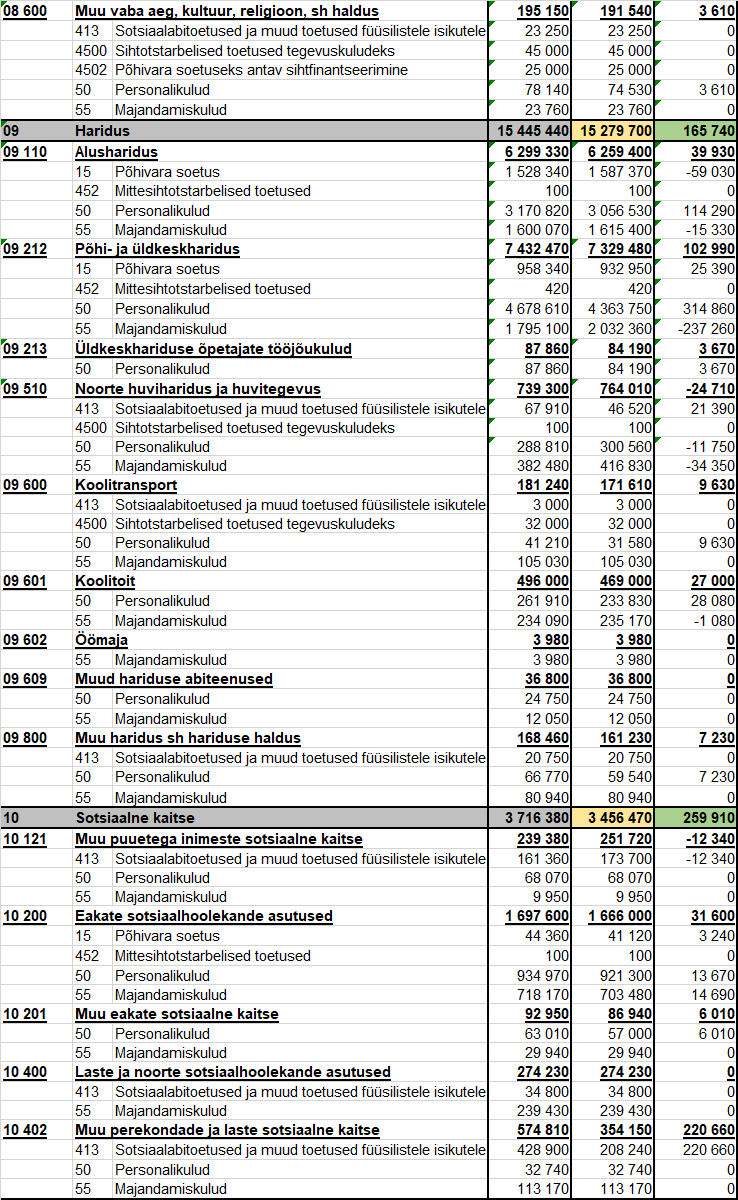 08 600 Muu vaba aeg, kultuur, religioon, sh haldus 195 150 191 540 3 610
413 Sotsiaalabitoetused ja muud toetused füüsilistele isikutele 23 250 23 250 0
4500 Sihtotstarbelised toetused tegevuskuludeks 45 000 45 000 0
4502 Põhivara soetuseks antav sihtfinantseerimine 25 000 25 000 0
50 Personalikulud 78 140 74 530 3 610
55 Majandamiskulud 23 760 23 760 0
09 Haridus 15 445 440 15 279 700 165 740
09 110 Alusharidus 6 299 330 6 259 400 39 930
15 Põhivara soetus 1 528 340 1 587 370 -59 030
452 Mittesihtotstarbelised toetused 100 100 0
50 Personalikulud 3 170 820 3 056 530 114 290
55 Majandamiskulud 1 600 070 1 615 400 -15 330
09 212 Põhi- ja üldkeskharidus 7 432 470 7 329 480 102 990
15 Põhivara soetus 958 340 932 950 25 390
452 Mittesihtotstarbelised toetused 420 420 0
50 Personalikulud 4 678 610 4 363 750 314 860
55 Majandamiskulud 1 795 100 2 032 360 -237 260
09 213 Üldkeskhariduse õpetajate tööjõukulud 87 860 84 190 3 670
50 Personalikulud 87 860 84 190 3 670
09 510 Noorte huviharidus ja huvitegevus 739 300 764 010 -24 710
413 Sotsiaalabitoetused ja muud toetused füüsilistele isikutele 67 910 46 520 21 390
4500 Sihtotstarbelised toetused tegevuskuludeks 100 100 0
50 Personalikulud 288 810 300 560 -11 750
55 Majandamiskulud 382 480 416 830 -34 350
09 600 Koolitransport 181 240 171 610 9 630
413 Sotsiaalabitoetused ja muud toetused füüsilistele isikutele 3 000 3 000 0
4500 Sihtotstarbelised toetused tegevuskuludeks 32 000 32 000 0
50 Personalikulud 41 210 31 580 9 630
55 Majandamiskulud 105 030 105 030 0
09 601 Koolitoit 496 000 469 000 27 000
50 Personalikulud 261 910 233 830 28 080
55 Majandamiskulud 234 090 235 170 -1 080
09 602 Öömaja 3 980 3 980 0
55 Majandamiskulud 3 980 3 980 0
09 609 Muud hariduse abiteenused 36 800 36 800 0
50 Personalikulud 24 750 24 750 0
55 Majandamiskulud 12 050 12 050 0
09 800 Muu haridus sh hariduse haldus 168 460 161 230 7 230
413 Sotsiaalabitoetused ja muud toetused füüsilistele isikutele 20 750 20 750 0
50 Personalikulud 66 770 59 540 7 230
55 Majandamiskulud 80 940 80 940 0
10 Sotsiaalne kaitse 3 716 380 3 456 470 259 910
10 121 Muu puuetega inimeste sotsiaalne kaitse 239 380 251 720 -12 340
413 Sotsiaalabitoetused ja muud toetused füüsilistele isikutele 161 360 173 700 -12 340
50 Personalikulud 68 070 68 070 0
55 Majandamiskulud 9 950 9 950 0
10 200 Eakate sotsiaalhoolekande asutused 1 697 600 1 666 000 31 600
15 Põhivara soetus 44 360 41 120 3 240
452 Mittesihtotstarbelised toetused 100 100 0
50 Personalikulud 934 970 921 300 13 670
55 Majandamiskulud 718 170 703 480 14 690
10 201 Muu eakate sotsiaalne kaitse 92 950 86 940 6 010
50 Personalikulud 63 010 57 000 6 010
55 Majandamiskulud 29 940 29 940 0
10 400 Laste ja noorte sotsiaalhoolekande asutused 274 230 274 230 0
413 Sotsiaalabitoetused ja muud toetused füüsilistele isikutele 34 800 34 800 0
55 Majandamiskulud 239 430 239 430 0
10 402 Muu perekondade ja laste sotsiaalne kaitse 574 810 354 150 220 660
413 Sotsiaalabitoetused ja muud toetused füüsilistele isikutele 428 900 208 240 220 660
50 Personalikulud 32 740 32 740 0
55 Majandamiskulud 113 170 113 170 0